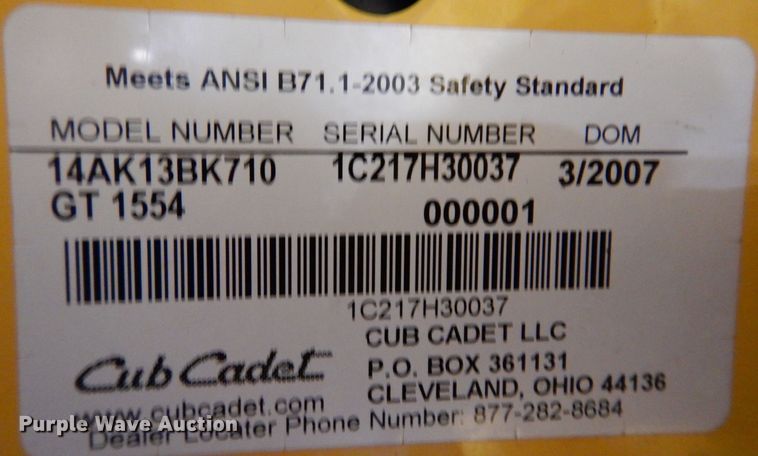 Meets ANSI B71.1-2003 Safety Standard
MODEL NUMBER SERIAL NUMBER DOM
14AK13BK710 1C217H30037 3/2007
GT 1554 000001
1C217H30037
CUB CADET LLC
Cub Cadet P.O. BOX 361131
CLEVELAND, OHIO 44136
www.cubcadet.com
Dealer Locater Phone Number: 877-282-8684
Purple Wave Auction